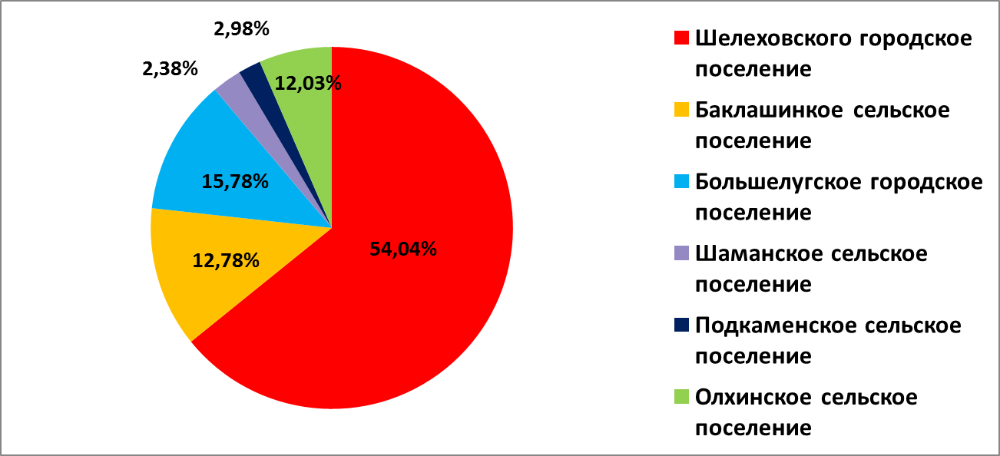 2,98%
2,38%
12,03%
15,78%
12,78%
54,04%
Шелеховского городское
поселение
Баклашинкое сельское
поселение
Большелугское городское
поселение
Шаманское сельское
поселение
Подкаменское сельское
поселение
Олхинское сельское
поселение